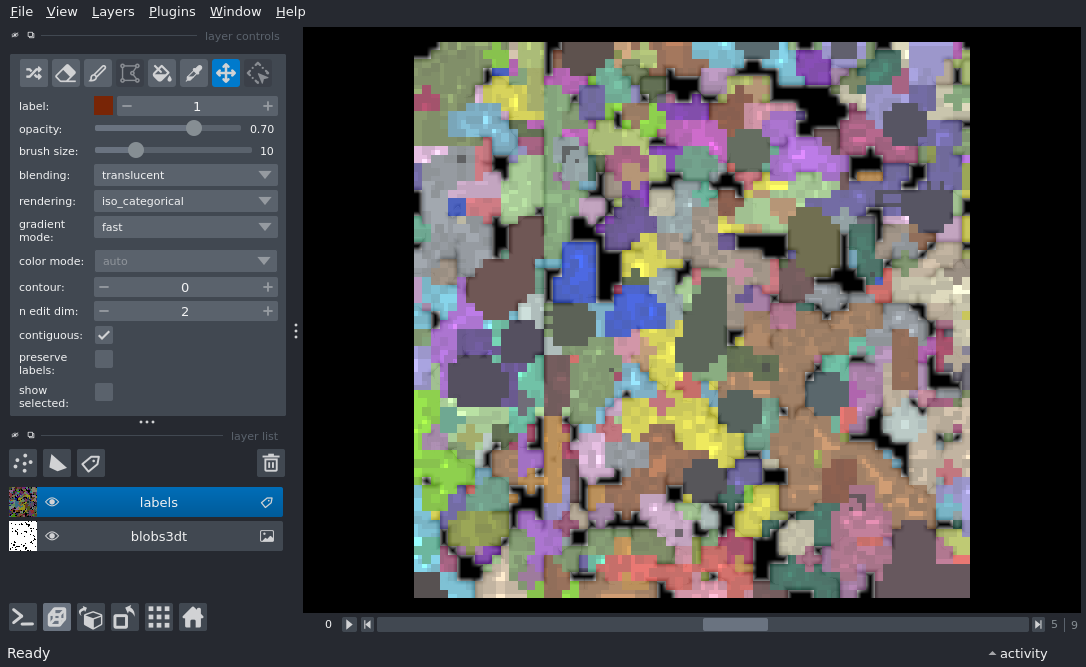 File View Layers Plugins Window Help
layer controls
label: 1
opacity: 0.70
brush size: 10
blending: translucent
rendering: iso_categorical
gradient
mode: fast
color mode: auto
contour: 0
n edit dim: 2
contiguous:
preserve
labels:
show
selected:
layer list
labels
blobs3dt
0 5 | 9
Ready activity